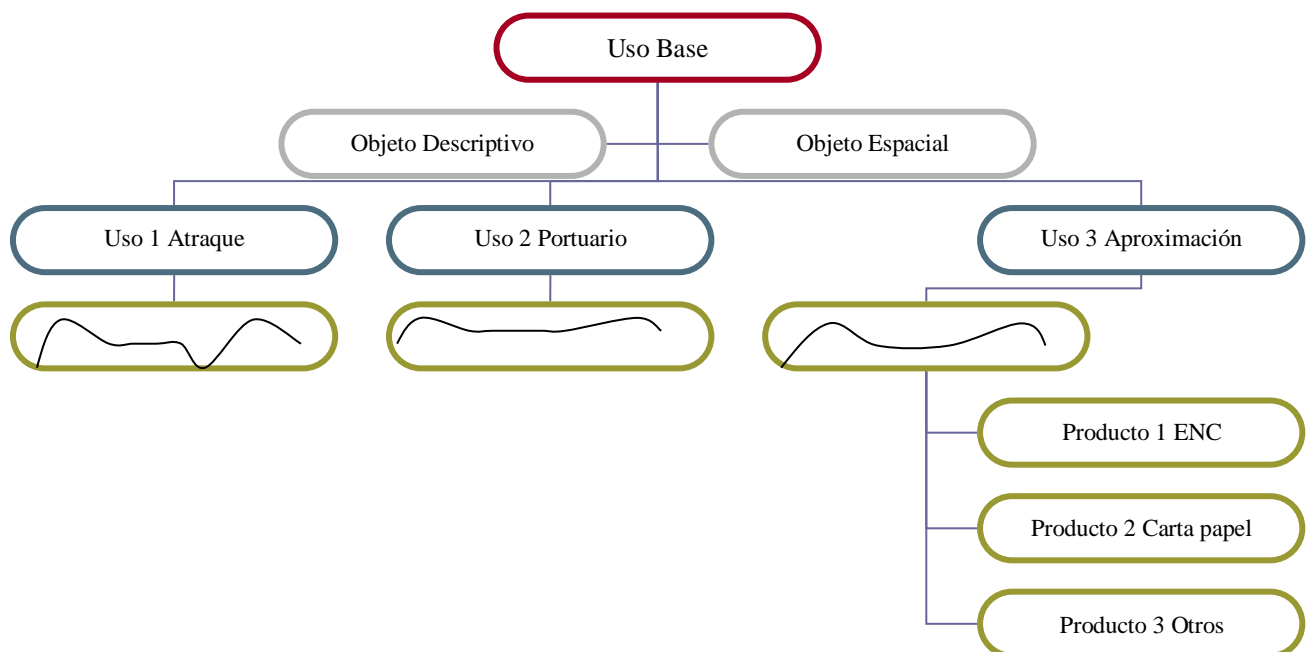 Uso Base
Objeto Descriptivo
Objeto Espacial
Uso 1 Atraque
Uso 2 Portuario
Uso 3 Aproximación
Producto 1 ENC
Producto 2 Carta papel
Producto 3 Otros